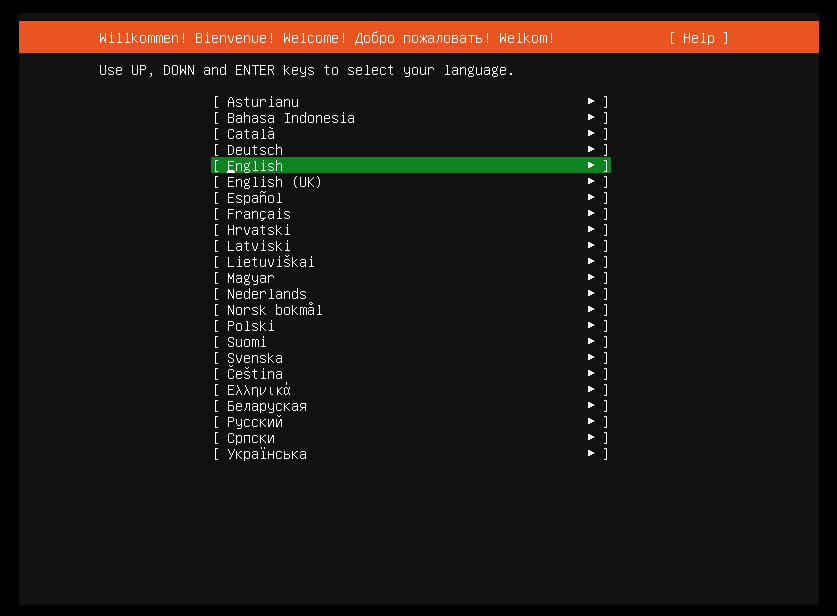 Willkommen! Bienvenue! Welcome! Добро пожаловать! Welkom! [ Help ]
Use UP, DOWN and ENTER keys to select your language.
[ Asturianu ► ]
[ Bahasa Indonesia ► ]
[ Català ► ]
[ Deutsch ► ]
[ English ► ]
[ English (UK) ► ]
[ Español ► ]
[ Français ► ]
[ Hrvatski ► ]
[ Latviski ► ]
[ Lietuviškai ► ]
[ Magyar ► ]
[ Nederlands ► ]
[ Norsk bokmål ► ]
[ Polski ► ]
[ Suomi ► ]
[ Svenska ► ]
[ Čeština ► ]
[ Ελληνικά ► ]
[ Беларуская ► ]
[ Русский ► ]
[ Српски ► ]
[ Українська ► ]